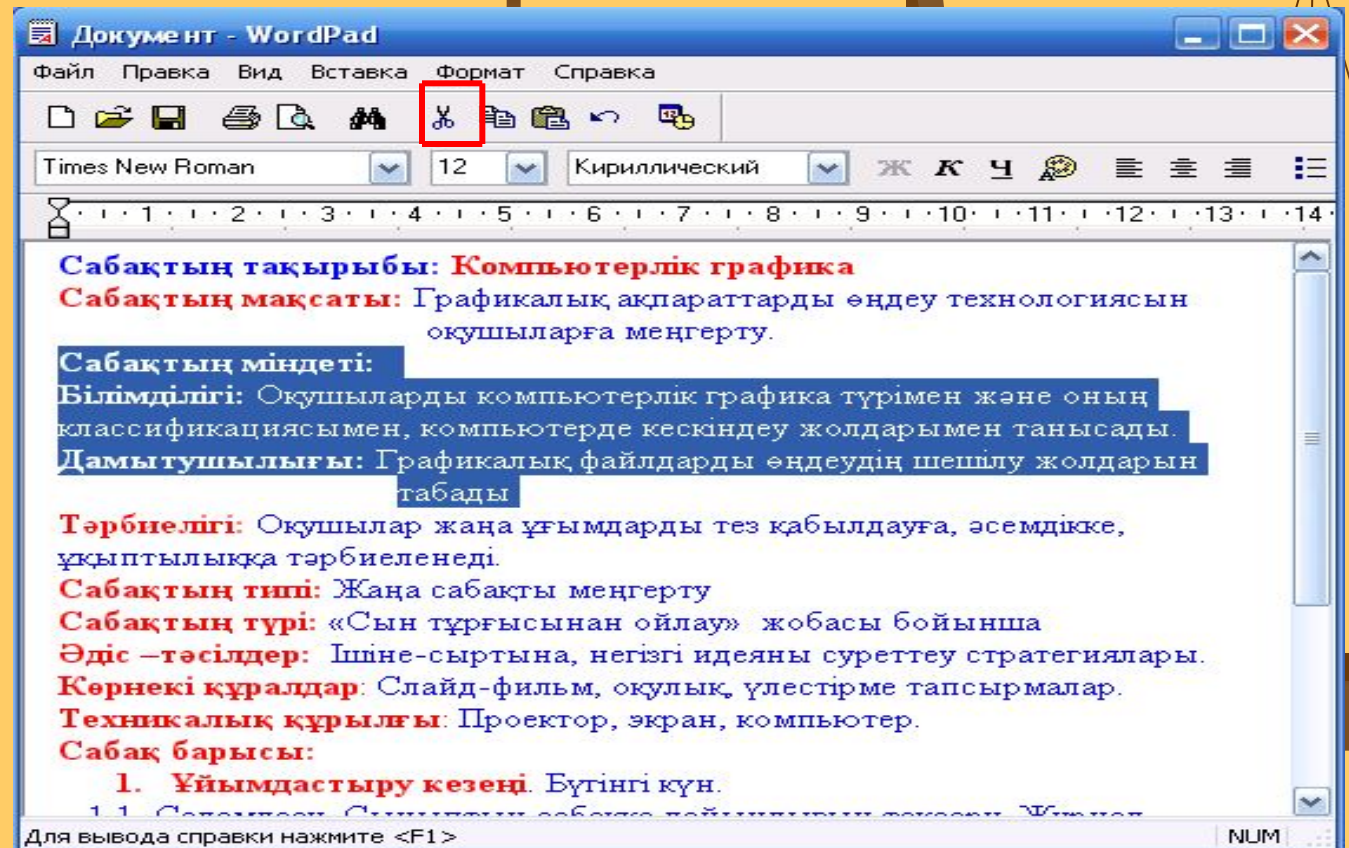 Документ - WordPad
Файл Правка Вид Вставка Формат Справка
Times New Roman 12 Кириллический Ж К Ч
1 2 3 4 5 6 7 8 9 10 11 12 13 14
Сабақтың тақырыбы: Компьютерлік графика
Сабақтың мақсаты: Графикалық ақпараттарды өңдеу технологиясын
оқушыларға меңгерту.
Сабақтың міндеті:
Білімділігі: Оқушыларды компьютерлік графика түрімен және оның
классификациясымен, компьютерде кескіндеу жолдарымен танысады.
Дамытушылығы: Графикалық файлдарды өңдеудің шешілу жолдарын
табады
Тәрбиелігі: Оқушылар жаңа ұғымдарды тез қабылдауға, әсемдікке,
ұқыптылыққа тәрбиеленеді.
Сабақтың типі: Жаңа сабақты меңгерту
Сабақтың түрі: «Сын тұрғысынан ойлау» жобасы бойынша
Әдіс –тәсілдер: Ішіне-сыртына, негізгі идеяны суреттеу стратегиялары.
Көрнекі құралдар: Слайд-фильм, оқулық, үлестірме тапсырмалар.
Техникалық құрылғы: Проектор, экран, компьютер.
Сабақ барысы:
1. Ұйымдастыру кезеңі. Бүгінгі күн.
Для вывода справки нажмите <F1> NUM